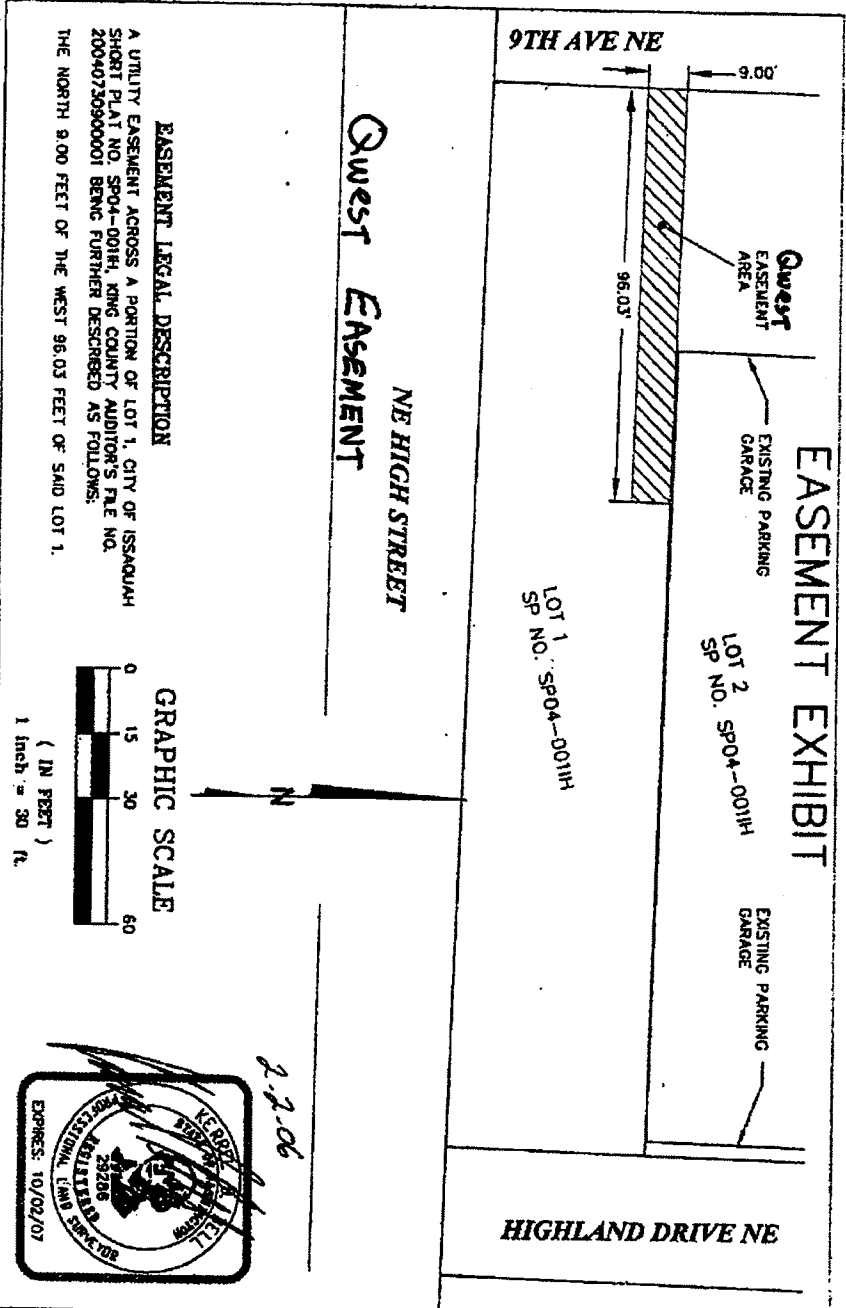 EASEMENT EXHIBIT
9TH AVE NE
9.00'
Qwest
EASEMENT
AREA
EXISTING PARKING
GARAGE
LOT 2
SP NO. SP04-001IH
EXISTING PARKING
GARAGE
HIGHLAND DRIVE NE
96.03'
LOT 1
SP NO. SP04-001IH
NE HIGH STREET
Qwest EASEMENT
N
EASEMENT LEGAL DESCRIPTION
A UTILITY EASEMENT ACROSS A PORTION OF LOT 1, CITY OF ISSAQUAH
SHORT PLAT NO. SP04-001IH, KING COUNTY AUDITOR'S FILE NO.
20040730900001 BEING FURTHER DESCRIBED AS FOLLOWS:
THE NORTH 9.00 FEET OF THE WEST 96.03 FEET OF SAID LOT 1.
GRAPHIC SCALE
0 15 30 60
( IN FEET )
1 inch = 30 ft.
2-2-06
STATE OF WASHINGTON
29286
REGISTERED
PROFESSIONAL LAND SURVEYOR
EXPIRES: 10/02/07